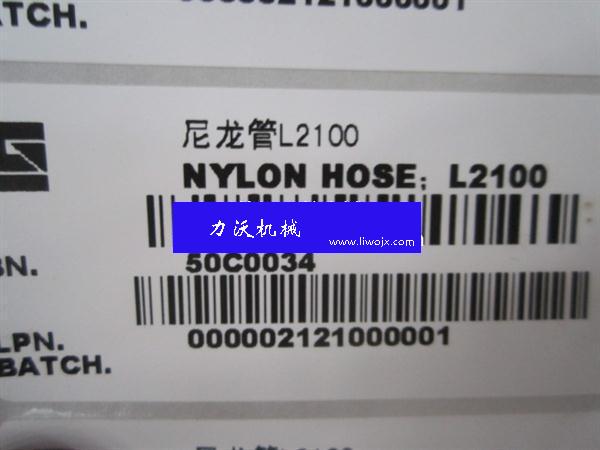 ATCH.
000002121000001
尼龙管L2100
NYLON HOSE; L2100
力沃机械
www.liwojx.com
BN.
50C0034
LPN.
000002121000001
BATCH.